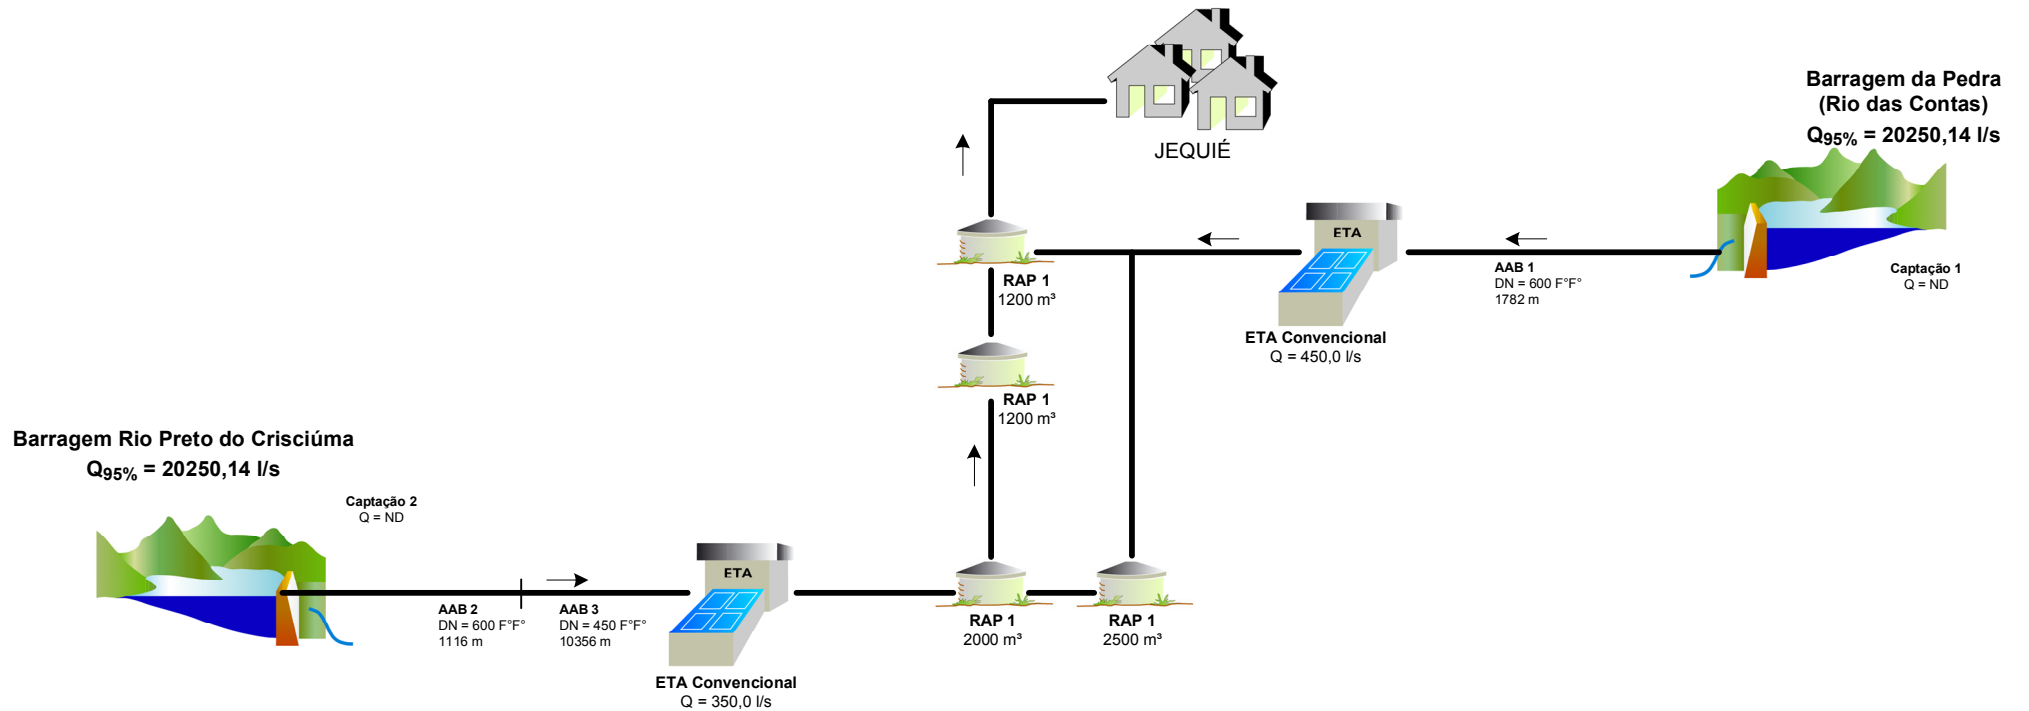 JEQUIÉ
Barragem da Pedra
(Rio das Contas)
Q95% = 20250,14 l/s
ETA
AAB 1
DN = 600 F°F°
1782 m
Captação 1
Q = ND
RAP 1
1200 m³
ETA Convencional
Q = 450,0 l/s
RAP 1
1200 m³
Barragem Rio Preto do Crisciúma
Q95% = 20250,14 l/s
Captação 2
Q = ND
ETA
AAB 2
DN = 600 F°F°
1116 m
AAB 3
DN = 450 F°F°
10356 m
RAP 1
2000 m³
RAP 1
2500 m³
ETA Convencional
Q = 350,0 l/s